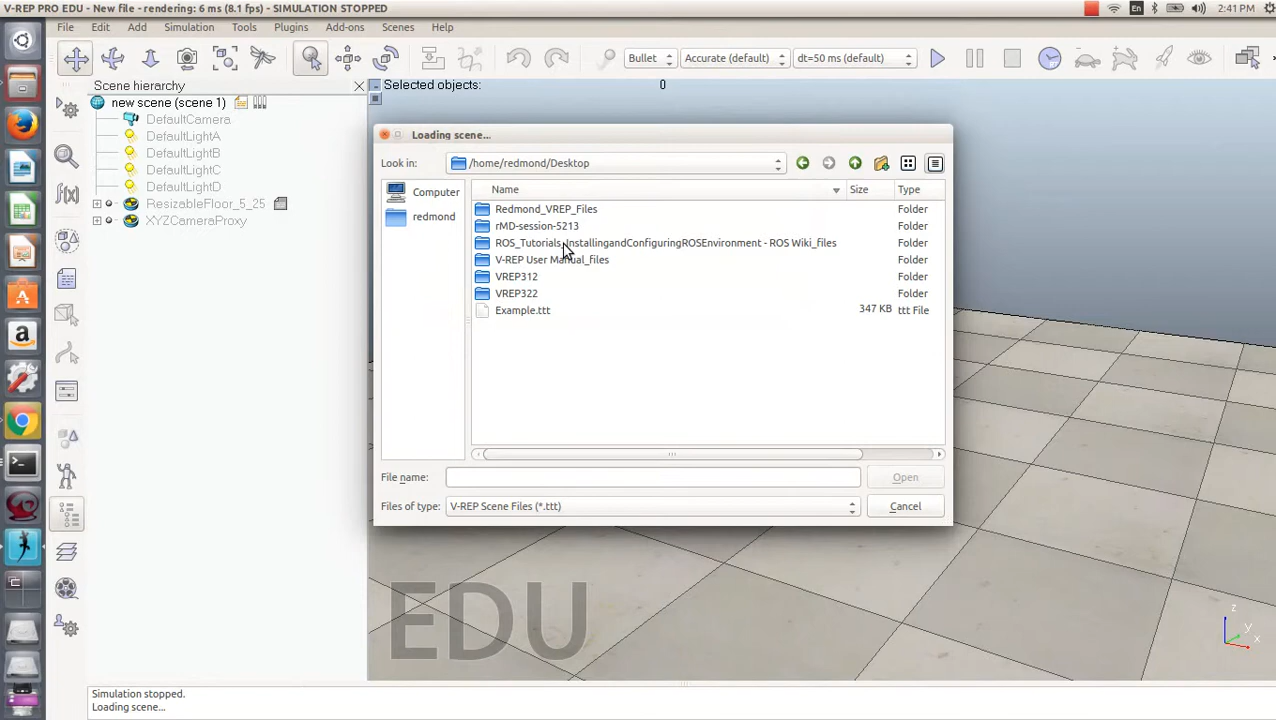 V-REP PRO EDU - New file - rendering: 6 ms (8.1 fps) - SIMULATION STOPPED
En
2:41 PM
File Edit Add Simulation Tools Plugins Add-ons Scenes Help
Bullet
Accurate (default)
dt=50 ms (default)
Scene hierarchy
Selected objects: 0
new scene (scene 1)
DefaultCamera
DefaultLightA
DefaultLightB
DefaultLightC
DefaultLightD
ResizableFloor_5_25
XYZCameraProxy
Loading scene...
Look in: /home/redmond/Desktop
Computer
redmond
Name Size Type
Redmond_VREP_Files Folder
rMD-session-5213 Folder
ROS_Tutorials_InstallingandConfiguringROSEnvironment - ROS Wiki_files Folder
V-REP User Manual_files Folder
VREP312 Folder
VREP322 Folder
Example.ttt 347 KB ttt File
File name: Open
Files of type: V-REP Scene Files (*.ttt) Cancel
f(x)
a
EDU
z
y
x
Simulation stopped.
Loading scene...